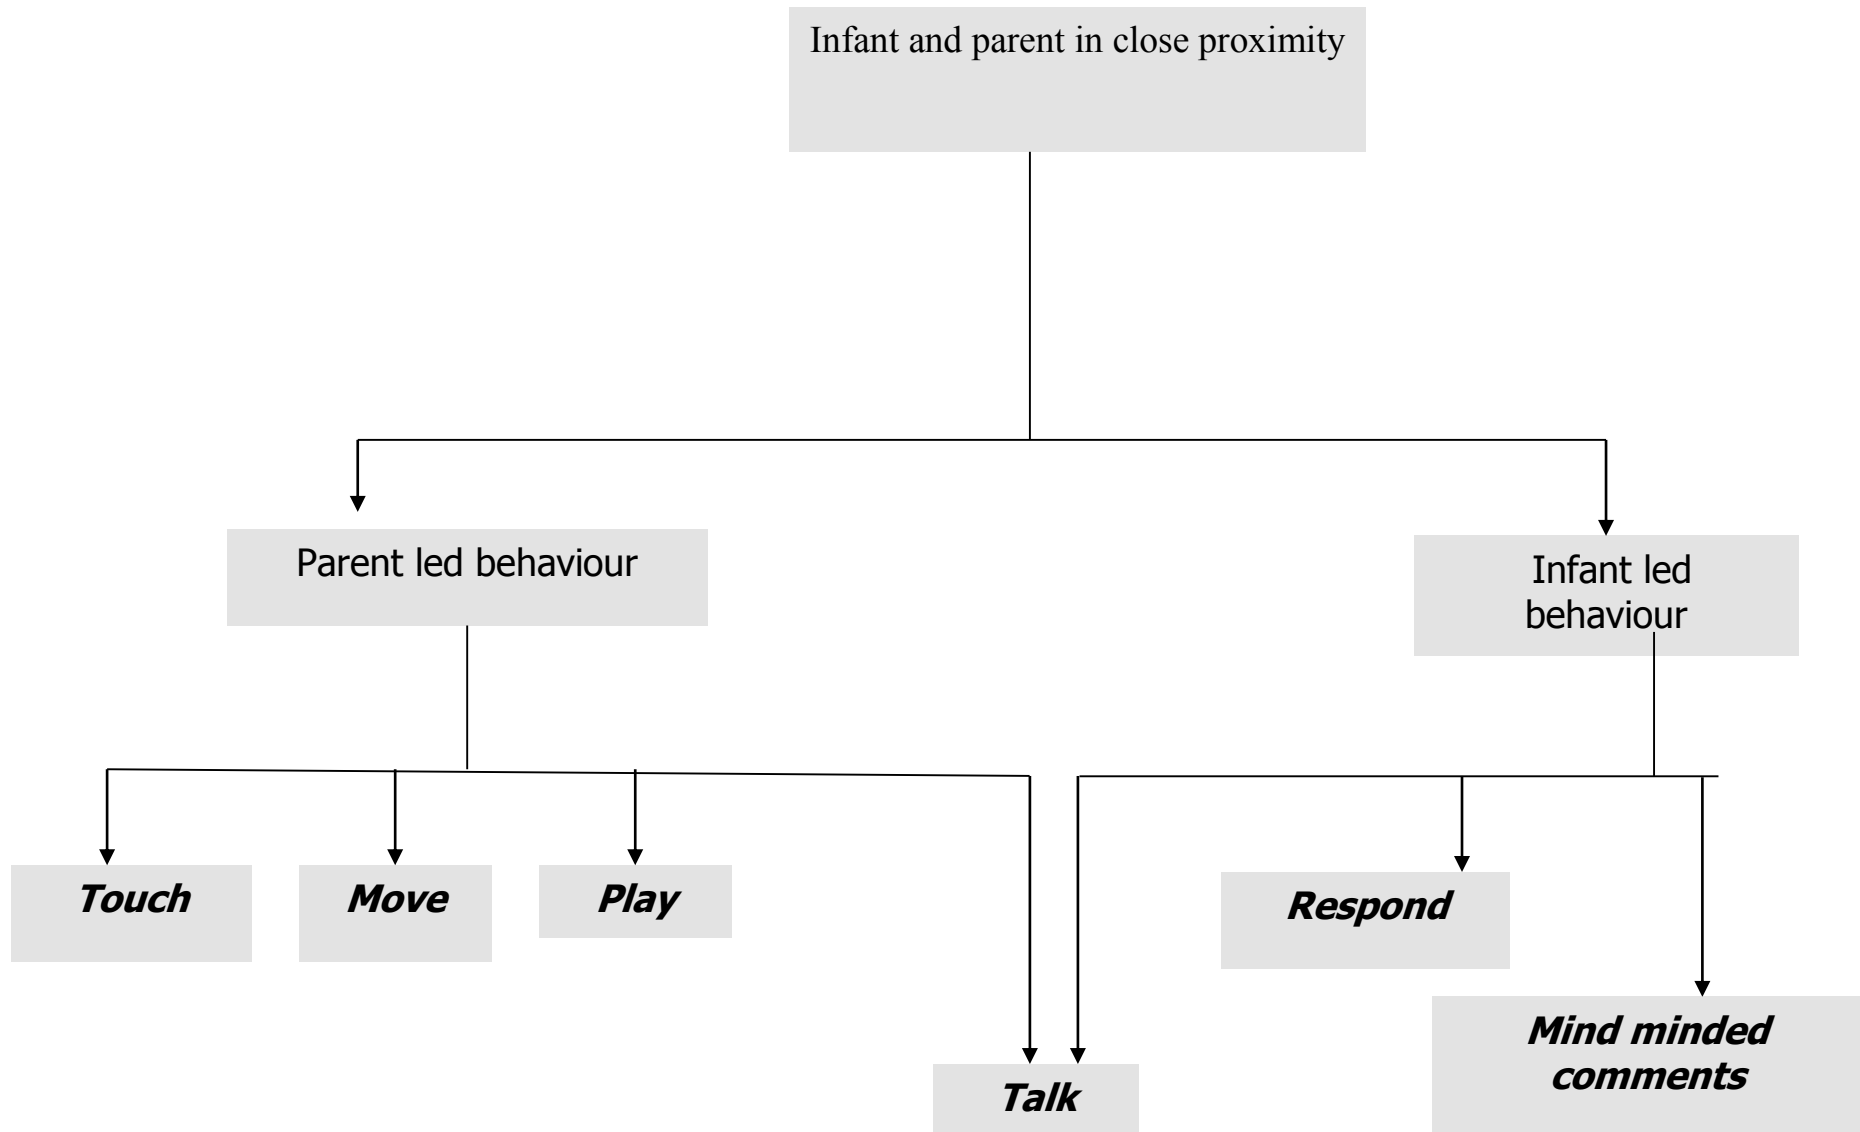 Infant and parent in close proximity
Parent led behaviour
Infant led
behaviour
Touch
Move
Play
Respond
Mind minded
comments
Talk